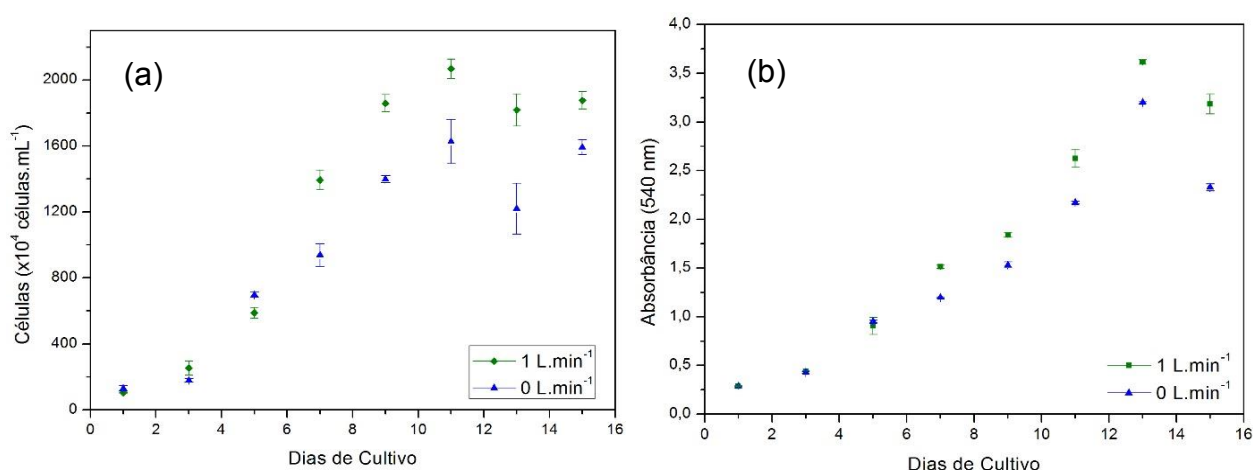 (a)
Células (x10⁴ células.mL⁻¹)
2000
1600
1200
800
400
0
0 2 4 6 8 10 12 14 16
Dias de Cultivo
1 L.min⁻¹
0 L.min⁻¹
(b)
Absorbância (540 nm)
4,0
3,5
3,0
2,5
2,0
1,5
1,0
0,5
0,0
0 2 4 6 8 10 12 14 16
Dias de Cultivo
1 L.min⁻¹
0 L.min⁻¹